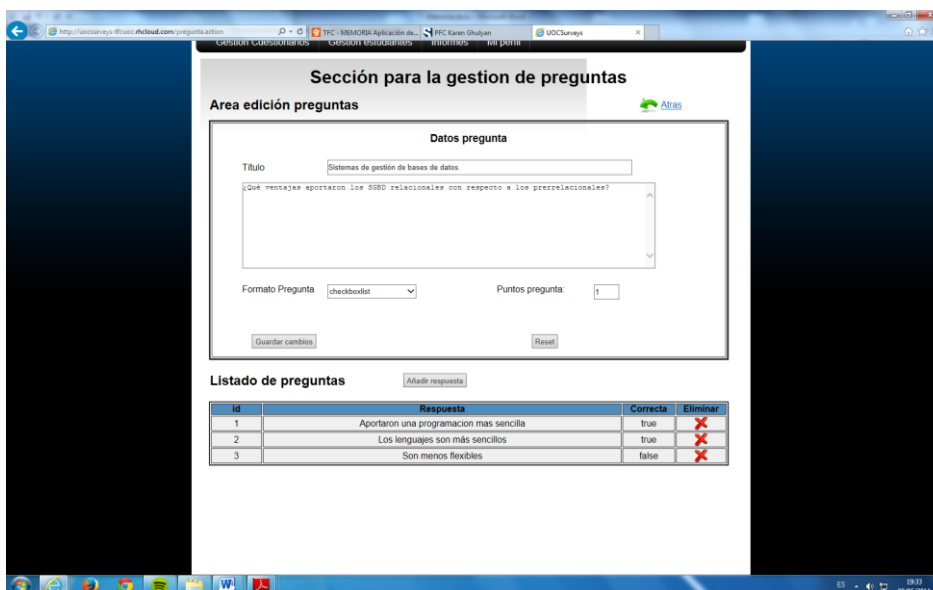 http://uocsurveys-tfcuoc.rhcloud.com/pregunta.action
TFC - MEMORIA Aplicación de...
PFC Karen Ghulyan
UOCSurveys
Gestión Cuestionarios Gestión estudiantes Informes Mi perfil
Sección para la gestion de preguntas
Area edición preguntas
Atras
Datos pregunta
Título
Sistemas de gestión de bases de datos.
¿Qué ventajas aportaron los SGBD relacionales con respecto a los prerrelacionales?
Formato Pregunta
checkboxlist
Puntos pregunta:
1
Guardar cambios
Reset
Listado de preguntas
Añadir respuesta
id Respuesta Correcta Eliminar
1 Aportaron una programacion mas sencilla true
2 Los lenguajes son más sencillos true
3 Son menos flexibles false
ES
19:33